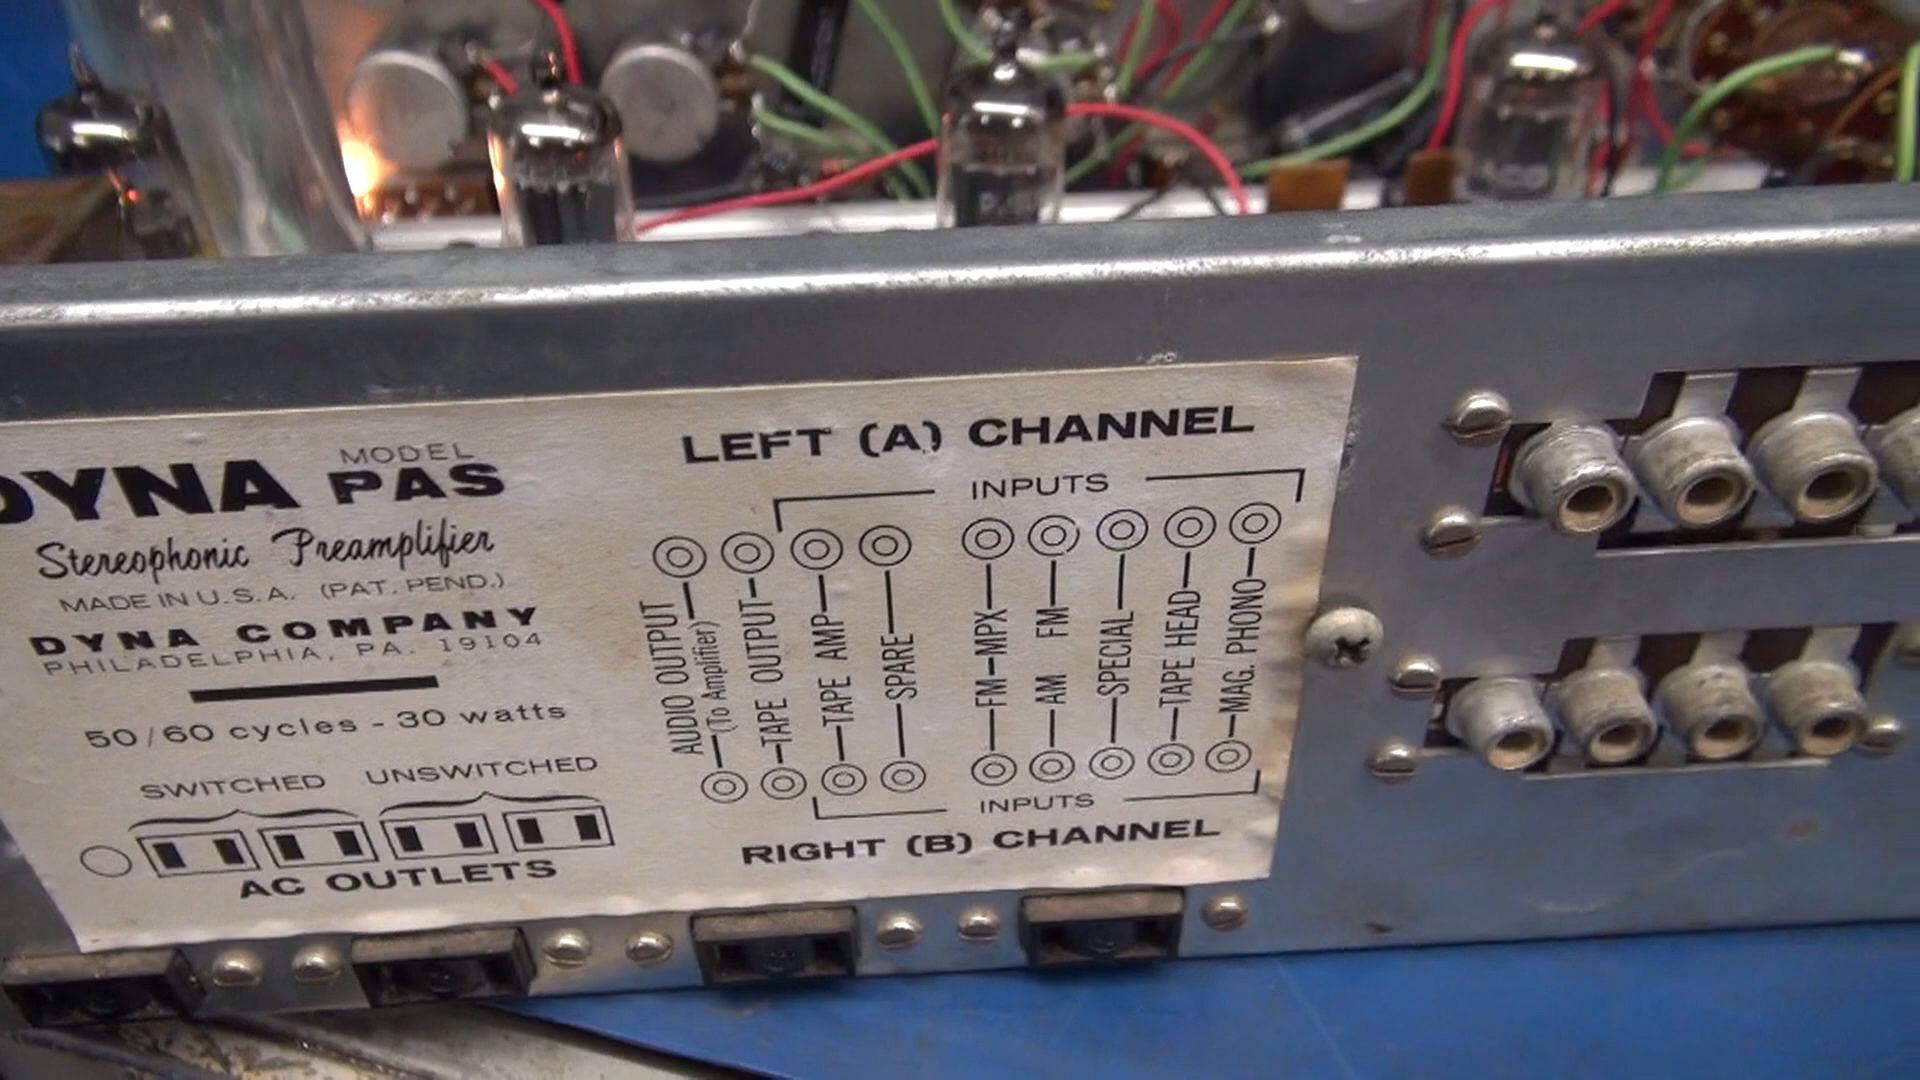 MODEL
DYNA PAS
Stereophonic Preamplifier
MADE IN U.S.A. (PAT. PEND.)
DYNA COMPANY
PHILADELPHIA, PA. 19104
50/60 cycles - 30 watts
SWITCHED UNSWITCHED
AC OUTLETS
LEFT (A) CHANNEL
INPUTS
AUDIO OUTPUT
(To Amplifier)
TAPE OUTPUT
TAPE AMP
SPARE
FM-MPX
AM FM
SPECIAL
TAPE HEAD
MAG. PHONO
INPUTS
RIGHT (B) CHANNEL